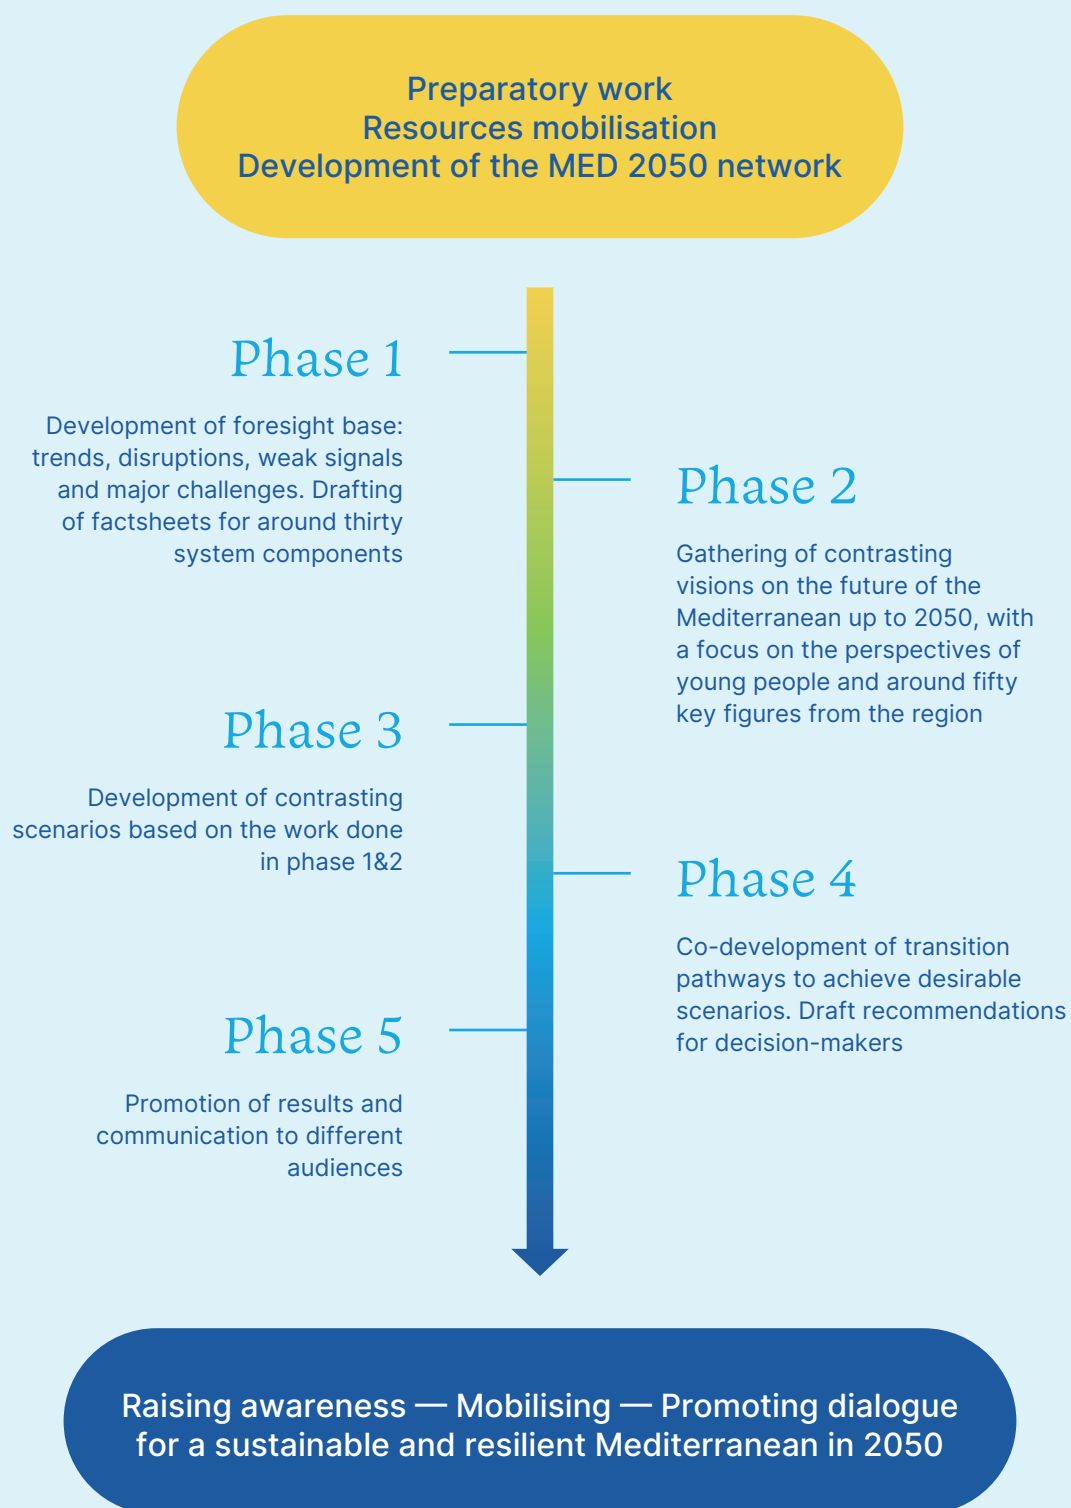 Preparatory work
Resources mobilisation
Development of the MED 2050 network
Phase 1
Development of foresight base:
trends, disruptions, weak signals
and major challenges. Drafting
of factsheets for around thirty
system components
Phase 2
Gathering of contrasting
visions on the future of the
Mediterranean up to 2050, with
a focus on the perspectives of
young people and around fifty
key figures from the region
Phase 3
Development of contrasting
scenarios based on the work done
in phase 1&2
Phase 4
Co-development of transition
pathways to achieve desirable
scenarios. Draft recommendations
for decision-makers
Phase 5
Promotion of results and
communication to different
audiences
Raising awareness — Mobilising — Promoting dialogue
for a sustainable and resilient Mediterranean in 2050